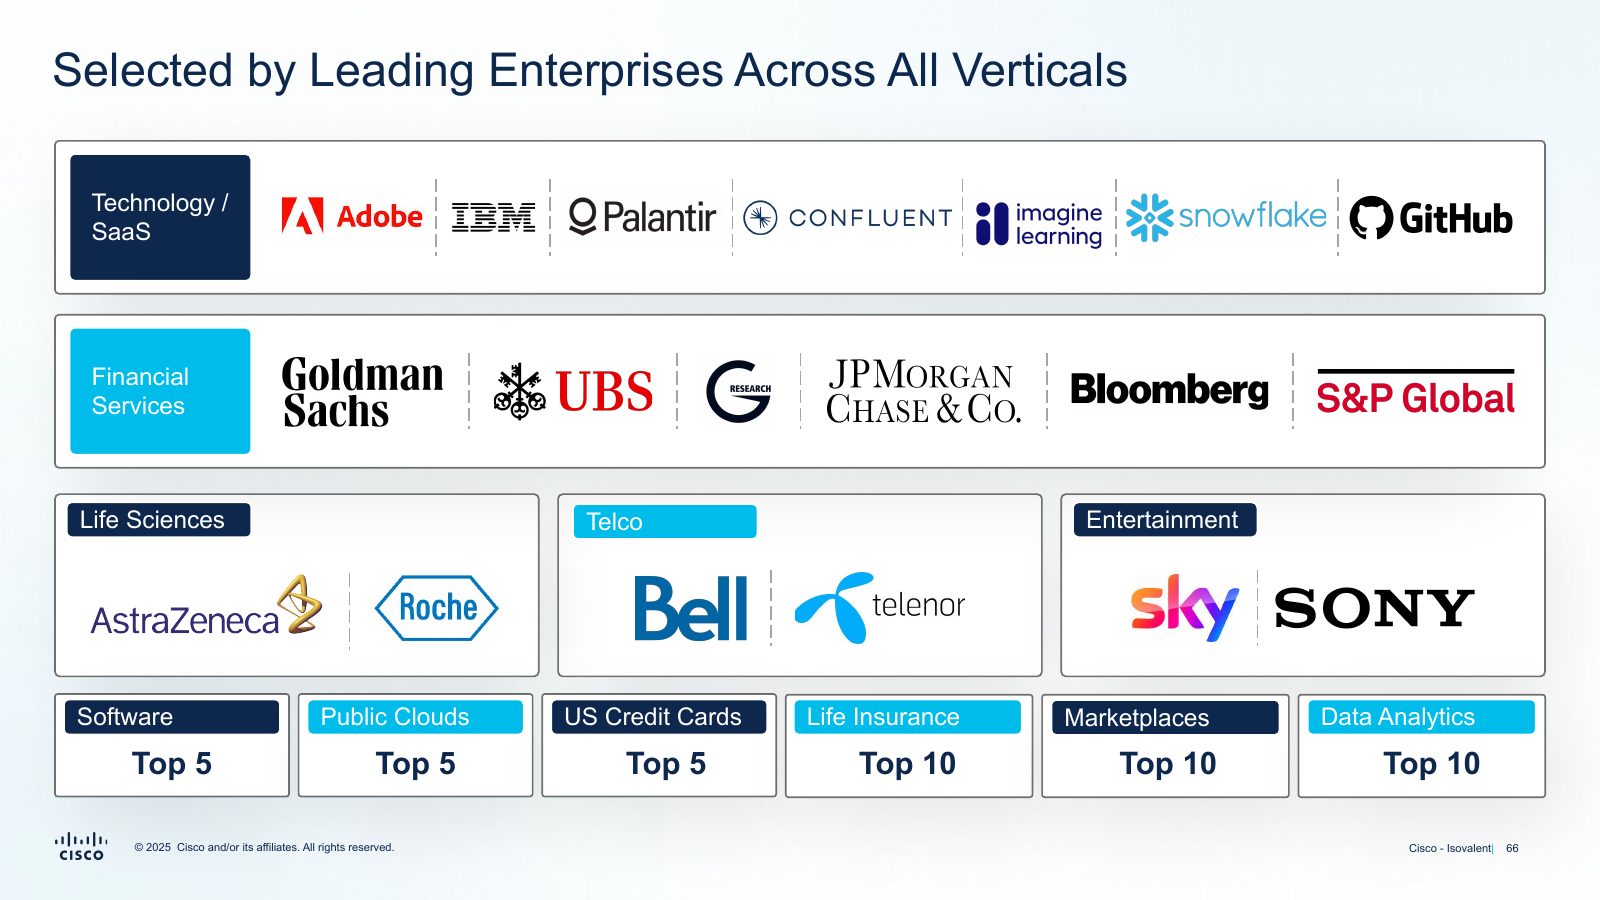 Selected by Leading Enterprises Across All Verticals
Technology /
SaaS
Adobe
IBM
Palantir
CONFLUENT
imagine
learning
snowflake
GitHub
Financial
Services
Goldman
Sachs
UBS
G RESEARCH
JPMORGAN
CHASE & CO.
Bloomberg
S&P Global
Life Sciences
AstraZeneca
Roche
Telco
Bell
telenor
Entertainment
sky
SONY
Software
Top 5
Public Clouds
Top 5
US Credit Cards
Top 5
Life Insurance
Top 10
Marketplaces
Top 10
Data Analytics
Top 10
CISCO
© 2025 Cisco and/or its affiliates. All rights reserved.
Cisco - Isovalent| 66